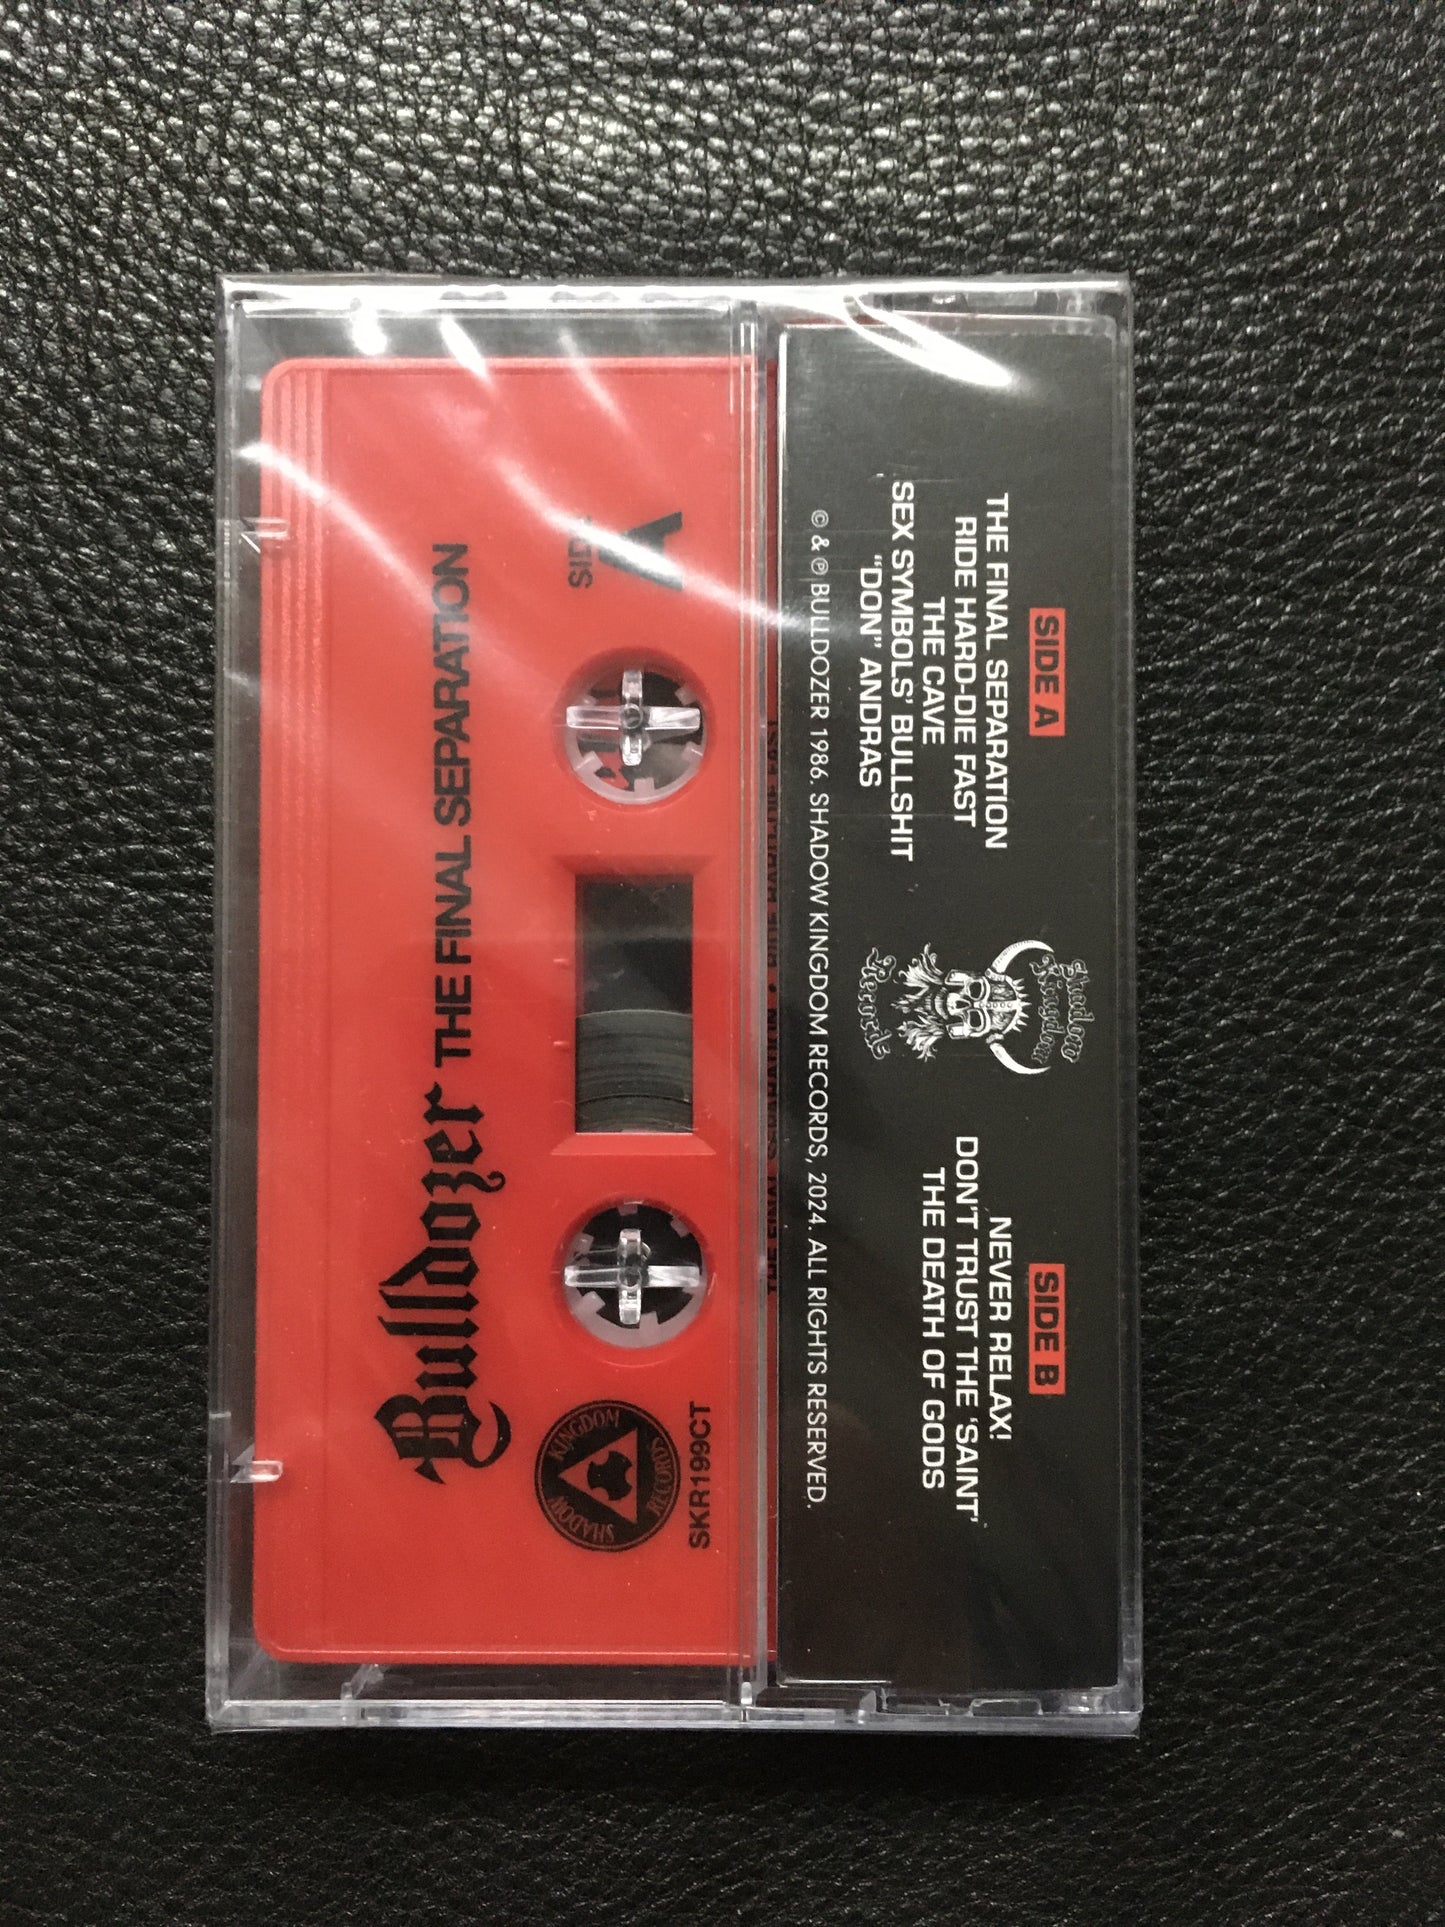 SIDE A
THE FINAL SEPARATION
RIDE HARD-DIE FAST
THE CAVE
SEX SYMBOLS' BULLSHIT
"DON" ANDRAS
Shadow
Kingdom
Records
SIDE B
NEVER RELAX!
DON'T TRUST THE 'SAINT'
THE DEATH OF GODS
© & ℗ BULLDOZER 1986. SHADOW KINGDOM RECORDS, 2024. ALL RIGHTS RESERVED.
Bulldozer THE FINAL SEPARATION
SIDE
A
SHADOW KINGDOM RECORDS
SKR199CT